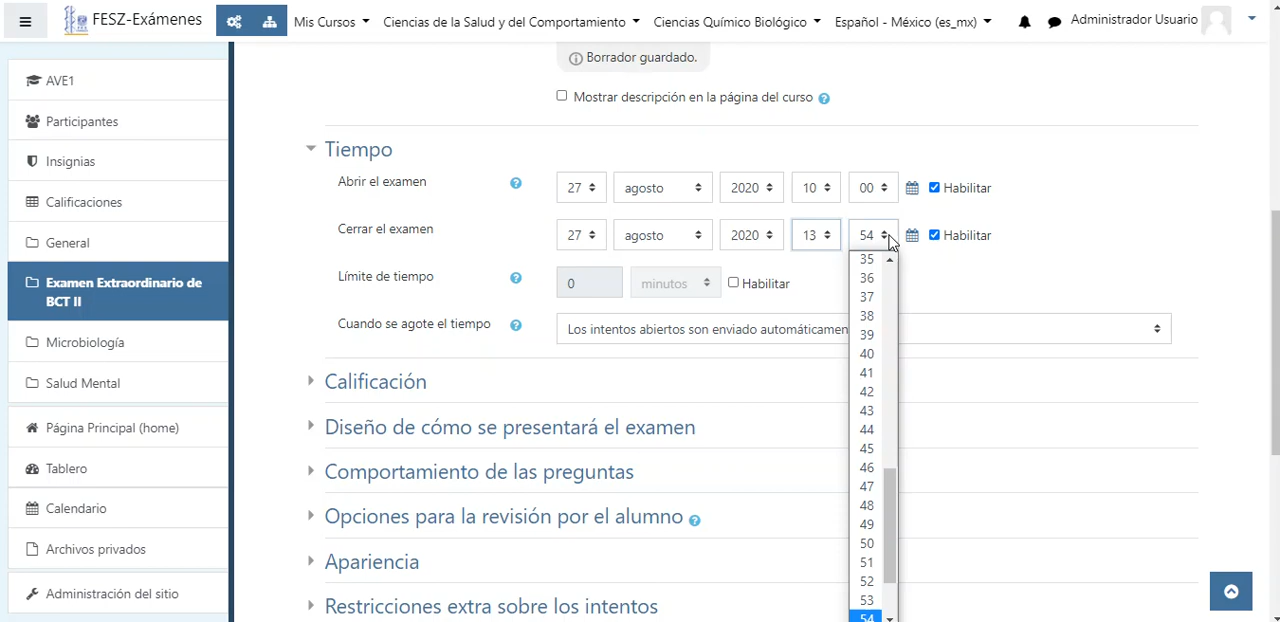 FESZ-Exámenes
Mis Cursos
Ciencias de la Salud y del Comportamiento
Ciencias Químico Biológico
Español - México (es_mx)
Administrador Usuario
AVE1
Participantes
Insignias
Calificaciones
General
Examen Extraordinario de
BCT II
Microbiología
Salud Mental
Página Principal (home)
Tablero
Calendario
Archivos privados
Administración del sitio
Borrador guardado.
Mostrar descripción en la página del curso
Tiempo
Abrir el examen
27 agosto 2020 10 00 Habilitar
Cerrar el examen
27 agosto 2020 13 54 Habilitar
Límite de tiempo
0 minutos Habilitar
Cuando se agote el tiempo
Los intentos abiertos son enviado automáticamen
35
36
37
38
39
40
41
42
43
44
45
46
47
48
49
50
51
52
53
54
Calificación
Diseño de cómo se presentará el examen
Comportamiento de las preguntas
Opciones para la revisión por el alumno
Apariencia
Restricciones extra sobre los intentos